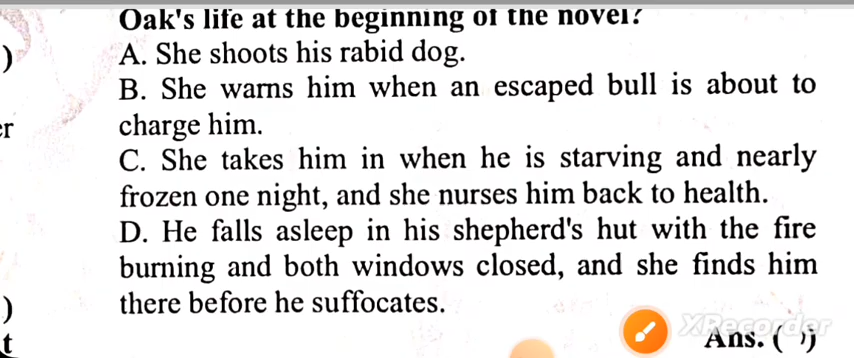 Oak's life at the beginning of the novel?
)
A. She shoots his rabid dog.
B. She warns him when an escaped bull is about to
er
charge him.
C. She takes him in when he is starving and nearly
frozen one night, and she nurses him back to health.
D. He falls asleep in his shepherd's hut with the fire
burning and both windows closed, and she finds him
)
there before he suffocates.
XRecorder
t
Ans. ( )